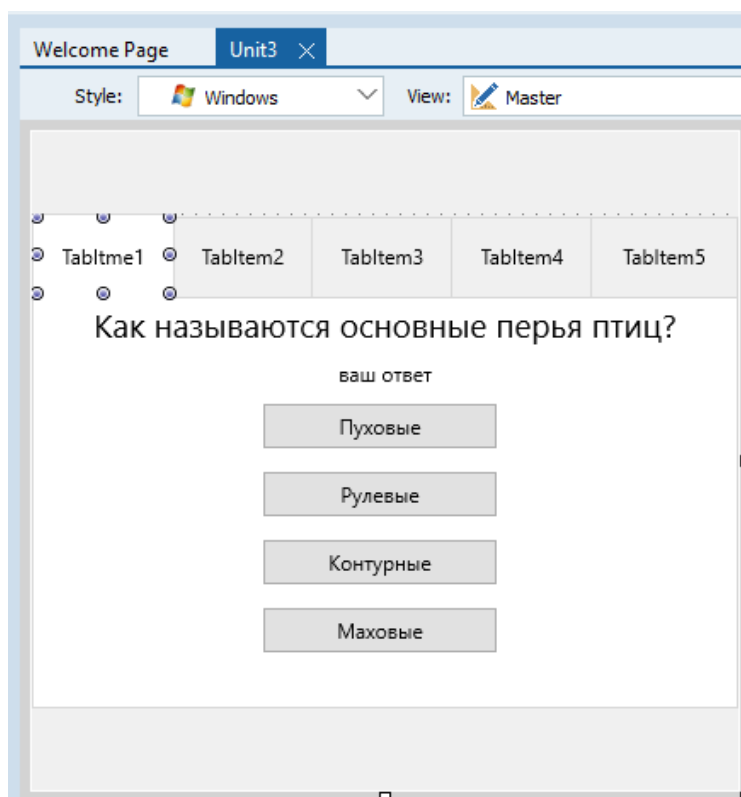 Welcome Page Unit3
Style: Windows View: Master
TabItme1 TabItem2 TabItem3 TabItem4 TabItem5
Как называются основные перья птиц?
ваш ответ
Пуховые
Рулевые
Контурные
Маховые